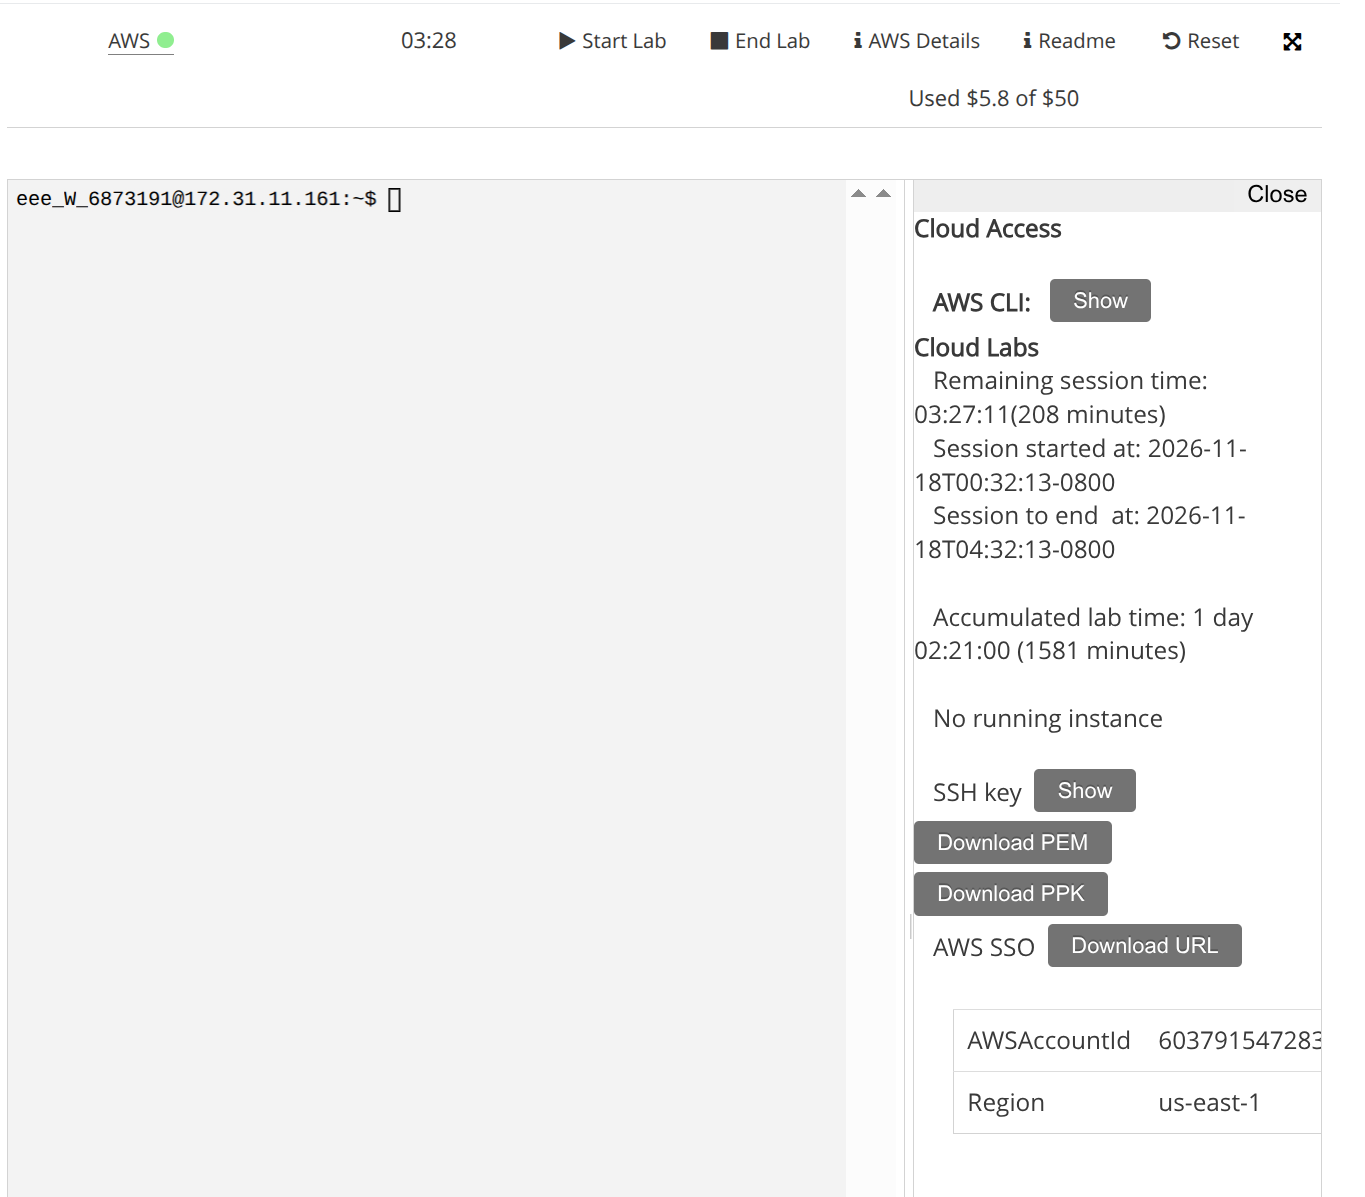 AWS 03:28 Start Lab End Lab AWS Details Readme Reset
Used $5.8 of $50
eee_W_6873191@172.31.11.161:~$
Close
Cloud Access
AWS CLI: Show
Cloud Labs
Remaining session time:
03:27:11(208 minutes)
Session started at: 2026-11-
18T00:32:13-0800
Session to end at: 2026-11-
18T04:32:13-0800
Accumulated lab time: 1 day
02:21:00 (1581 minutes)
No running instance
SSH key Show
Download PEM
Download PPK
AWS SSO Download URL
AWSAccountId 603791547283
Region us-east-1